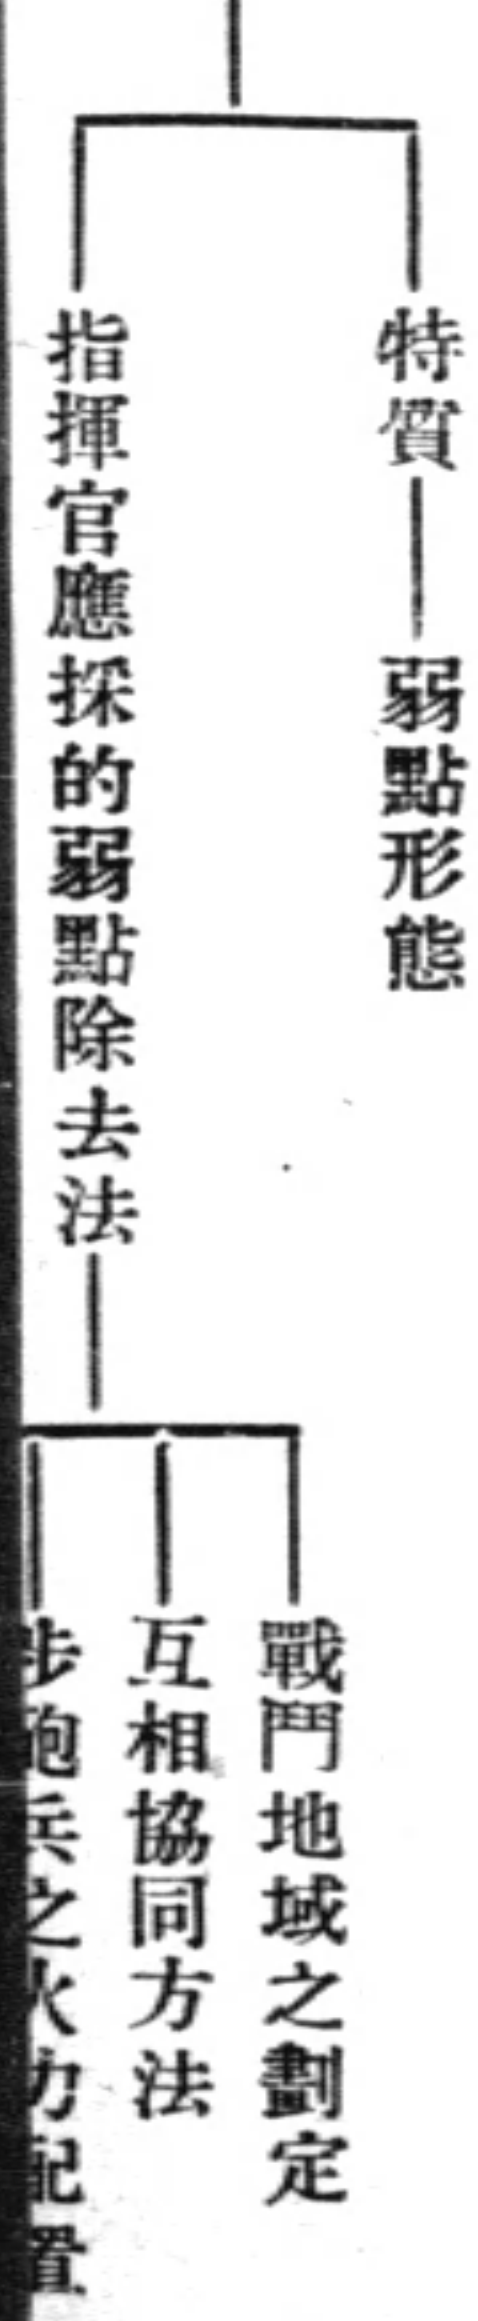 特質
弱點形態
指揮官應採的弱點除去法
戰鬥地域之劃定
互相協同方法
步砲兵之火力配置